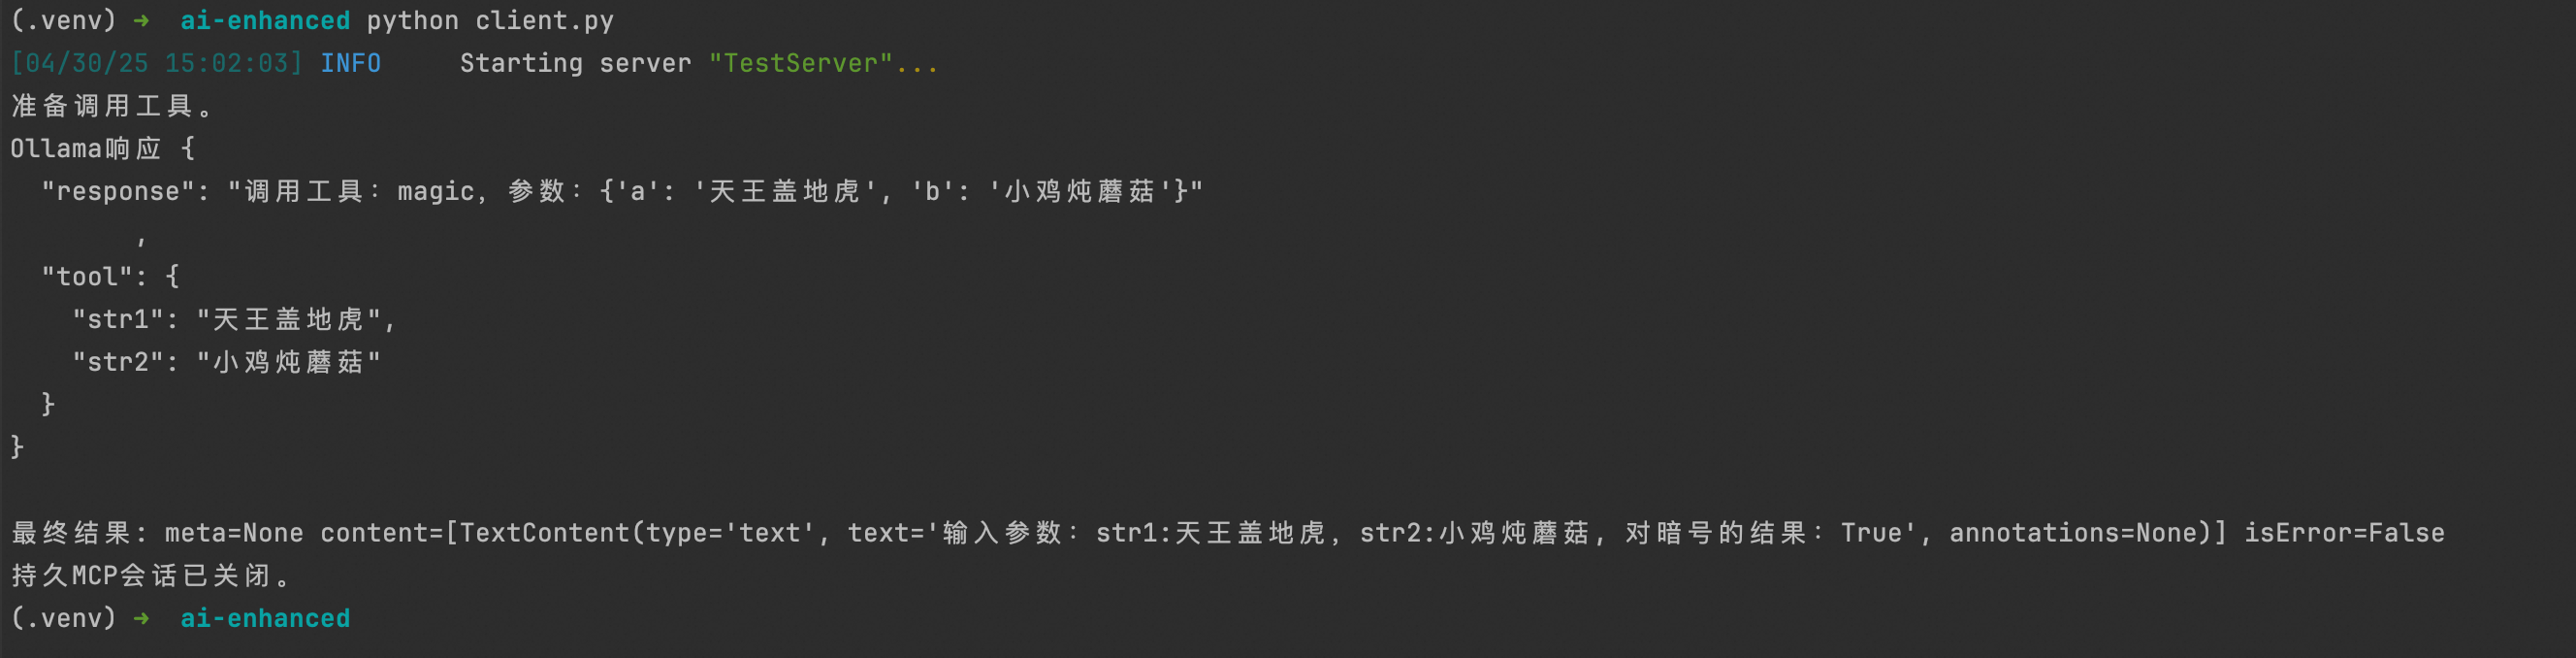 (.venv) → ai-enhanced python client.py
[04/30/25 15:02:03] INFO     Starting server "TestServer"...
准备调用工具。
Ollama响应 {
  "response": "调用工具：magic，参数：{'a': '天王盖地虎', 'b': '小鸡炖蘑菇'}"
        ,
  "tool": {
    "str1": "天王盖地虎",
    "str2": "小鸡炖蘑菇"
  }
}
最终结果: meta=None content=[TextContent(type='text', text='输入参数：str1:天王盖地虎，str2:小鸡炖蘑菇, 对暗号的结果：True', annotations=None)] isError=False
持久MCP会话已关闭。
(.venv) → ai-enhanced